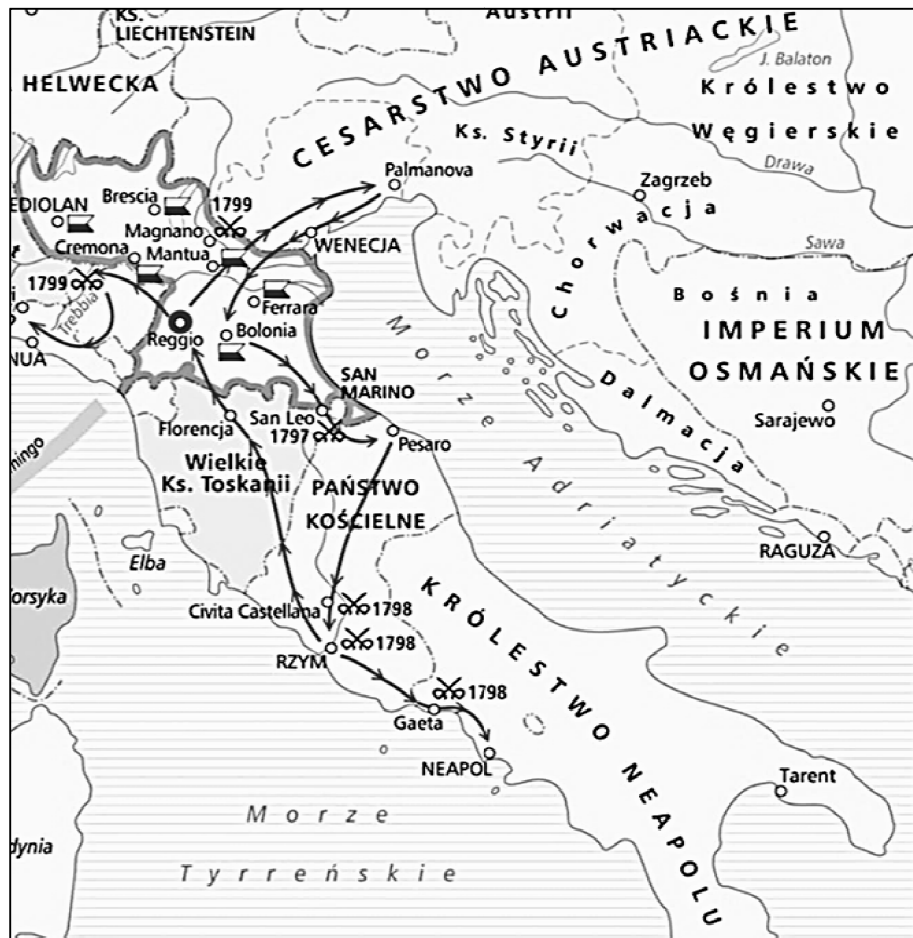 KS.
LIECHTENSTEIN
Austrii
HELWECKA
CESARSTWO AUSTRIACKIE
J. Balaton
Królestwo
Węgierskie
Ks. Styrii
Drawa
Palmanova
Zagrzeb
Chorwacja
Sawa
Brescia
1799
EDIOLAN
Magnano
Cremona
Mantua
WENECJA
1799
Trebbia
Ferrara
Reggio
Bolonia
NUA
Bośnia
IMPERIUM
OSMAŃSKIE
Dalmacja
Sarajewo
SAN
MARINO
San Leo
1797
Florencja
Pesaro
Morze Adriatyckie
Wielkie
Ks. Toskanii
PAŃSTWO
KOŚCIELNE
mingo
RAGUZA
Elba
orsyka
Civita Castellana
1798
1798
RZYM
KRÓLESTWO NEAPOLU
1798
Gaeta
NEAPOL
Tarent
Morze
Tyrreńskie
dynia